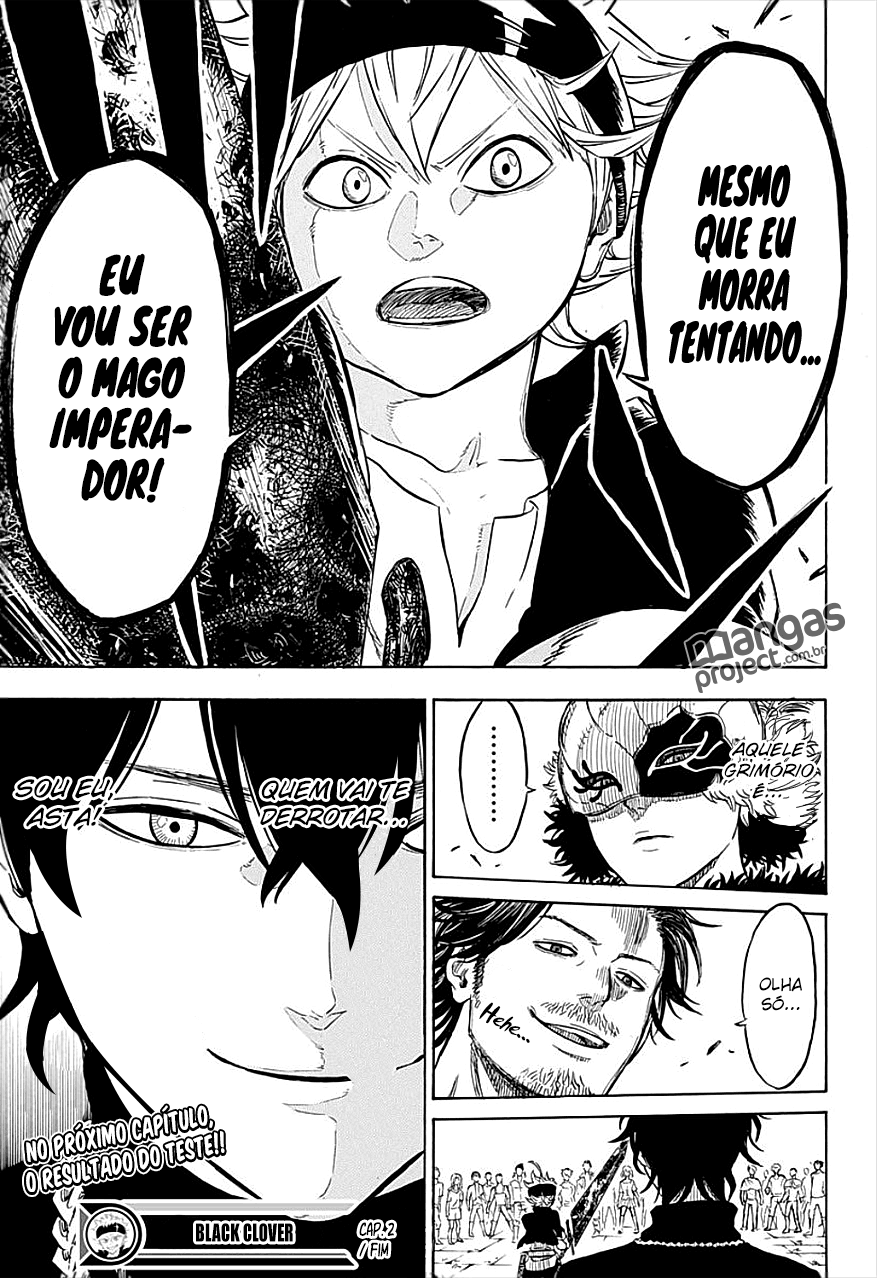 MESMO
QUE EU
MORRA
TENTANDO...
EU
VOU SER
O MAGO
IMPERA-
DOR!
mangas
project.com.br
..........
AQUELE
GRIMÓRIO
É...
OLHA
SÓ...
Hehe...
QUEM VAI TE
DERROTAR...
SOU EU,
ASTA!
NO PRÓXIMO CAPÍTULO,
O RESULTADO DO TESTE!!
BLACK CLOVER
CAP. 2
/ FIM